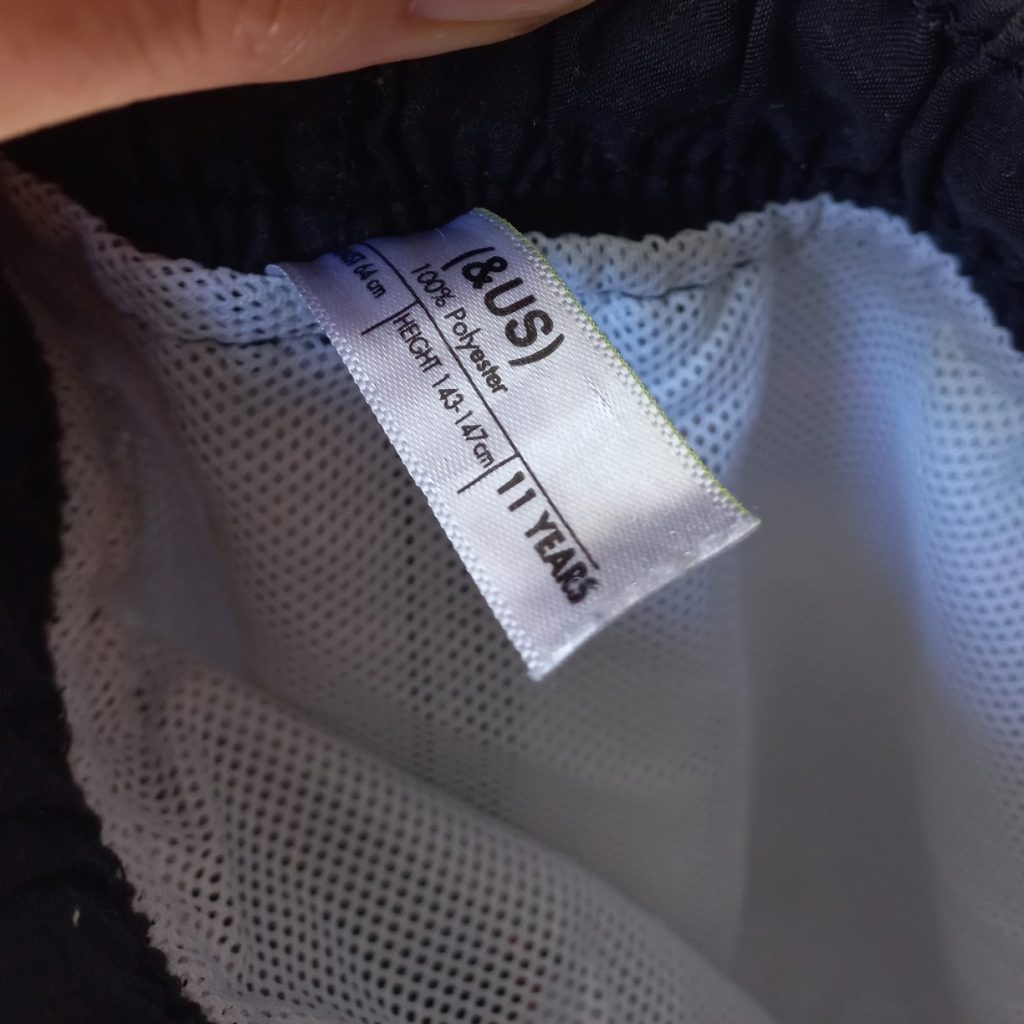 (&US)
100% Polyester
64 cm
HEIGHT 143-147cm
11 YEARS